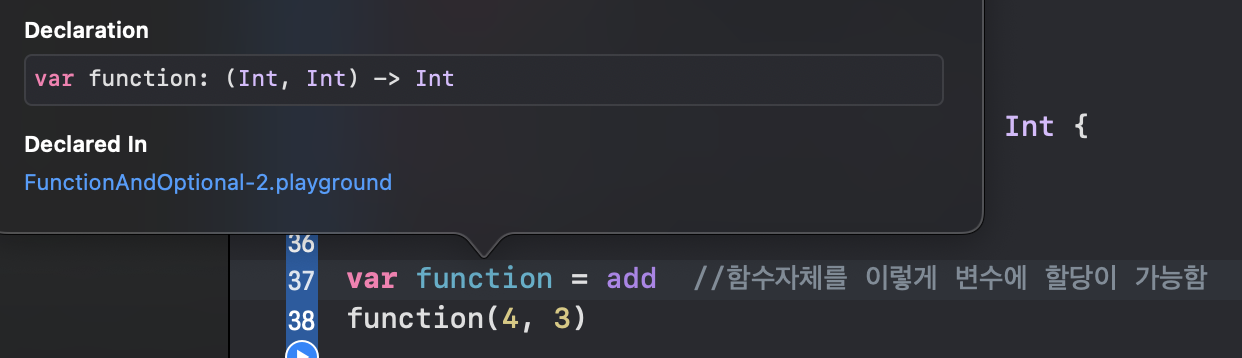 Declaration
var function: (Int, Int) -> Int
Declared In
FunctionAndOptional-2.playground
Int {
36
37 var function = add //함수자체를 이렇게 변수에 할당이 가능함
38 function(4, 3)